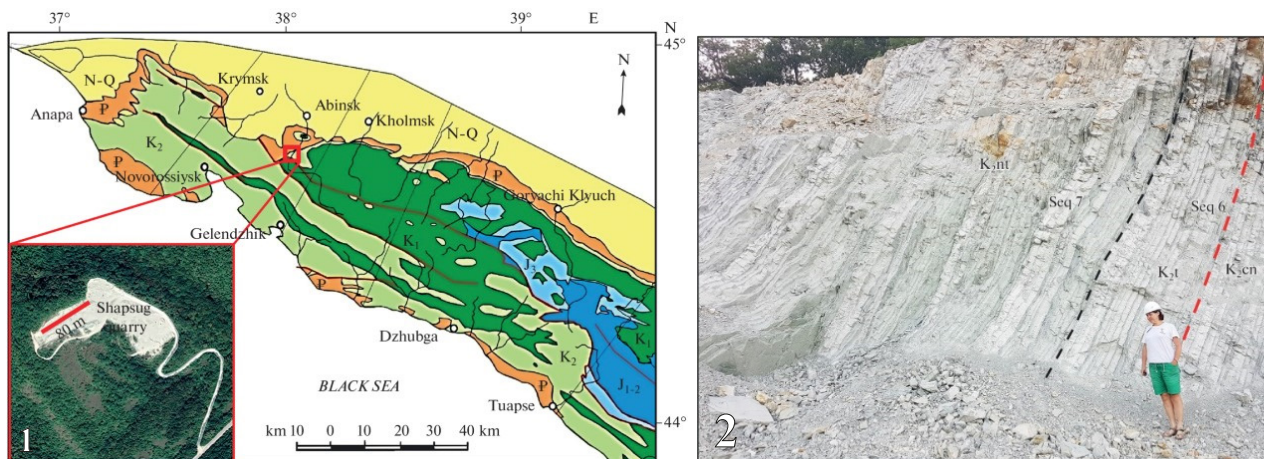 37°
38°
39°
E
N
45°
N
N-Q
Krymsk
Abinsk
Kholmsk
N-Q
Anapa
P
K₂
P
Novorossiysk
P
Goryachi Klyuch
Gelendzhik
K₁
J₃
P
Dzhubga
K₁
K₂
J₁₋₂
BLACK SEA
P
Tuapse
km 10 0 10 20 30 40 km
44°
Shapsug
quarry
80 m
1
K₂nt
Seq 7
Seq 6
K₂t
K₂cn
2